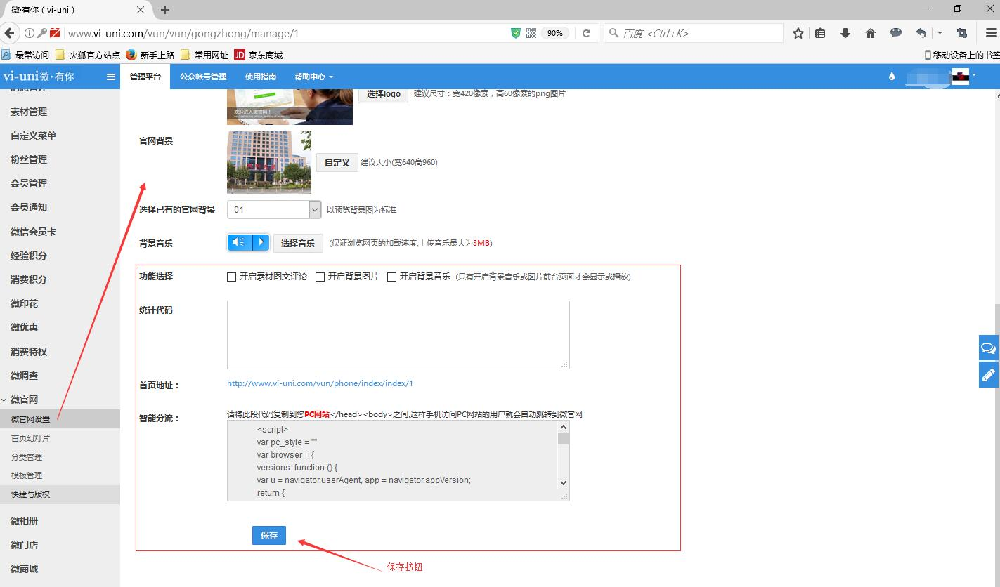 微·有你（vi-uni）
www.vi-uni.com/vun/vun/gongzhong/manage/1
90%
百度 <Ctrl+K>
最常访问
火狐官方站点
新手上路
常用网址
JD
京东商城
移动设备上的书签
vi-uni微·有你
管理平台
公众帐号管理
使用指南
帮助中心
素材管理
自定义菜单
粉丝管理
会员管理
会员通知
微信会员卡
经验积分
消费积分
微印花
微优惠
消费特权
微调查
微官网
微官网设置
首页幻灯片
分类管理
模板管理
快捷与版权
微相册
微门店
微商城
欢迎进入微官网！
选择logo
建议尺寸：宽420像素，高60像素的png图片
官网背景
自定义
建议大小(宽640高960)
选择已有的官网背景
01
以预览背景图为标准
背景音乐
选择音乐
(保证浏览网页的加载速度,上传音乐最大为3MB)
功能选择
开启素材图文评论
开启背景图片
开启背景音乐
(只有开启背景音乐或图片前台页面才会显示或播放)
统计代码
首页地址：
http://www.vi-uni.com/vun/phone/index/index/1
智能分流：
请将此段代码复制到您PC网站</head><body>之间,这样手机访问PC网站的用户就会自动跳转到微官网
<script>
var pc_style = ""
var browser = {
versions: function () {
var u = navigator.userAgent, app = navigator.appVersion;
return {
保存
保存按钮